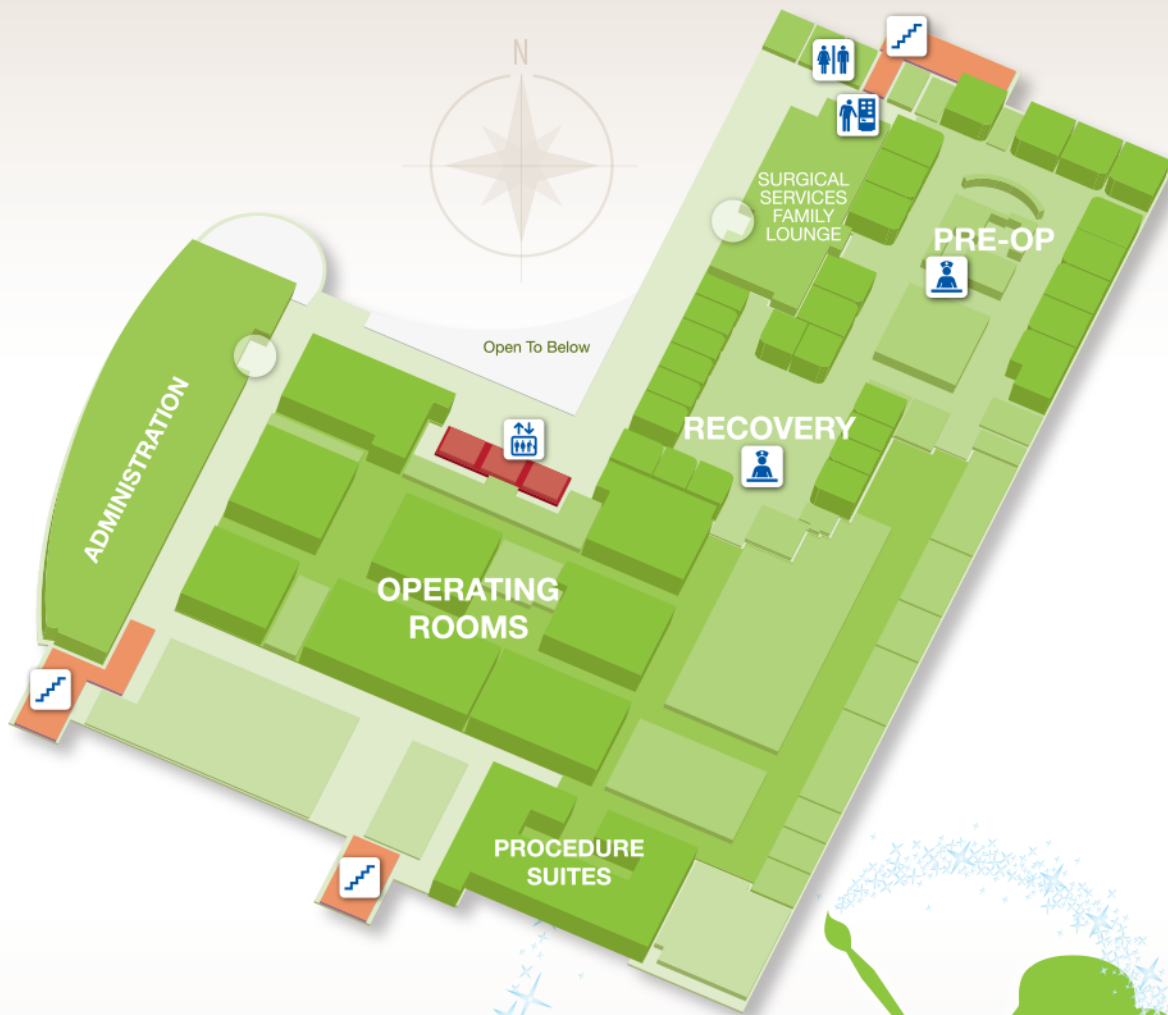 N
SURGICAL
SERVICES
FAMILY
LOUNGE
PRE-OP
Open To Below
ADMINISTRATION
RECOVERY
OPERATING
ROOMS
PROCEDURE
SUITES